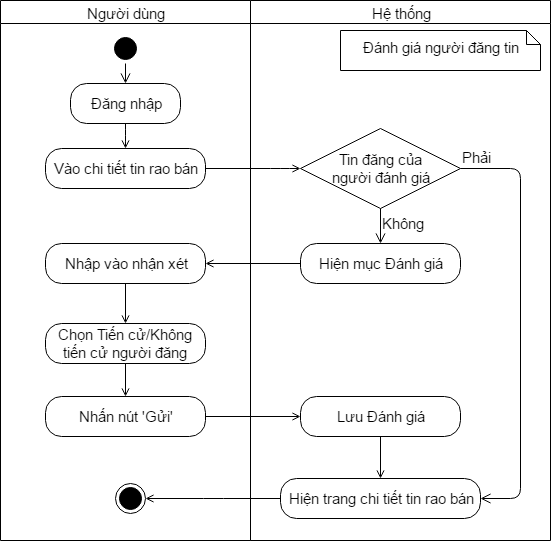 Người dùng
Hệ thống
Đánh giá người đăng tin
Đăng nhập
Vào chi tiết tin rao bán
Tin đăng của
người đánh giá
Phải
Không
Nhập vào nhận xét
Hiện mục Đánh giá
Chọn Tiến cử/Không
tiến cử người đăng
Nhấn nút 'Gửi'
Lưu Đánh giá
Hiện trang chi tiết tin rao bán